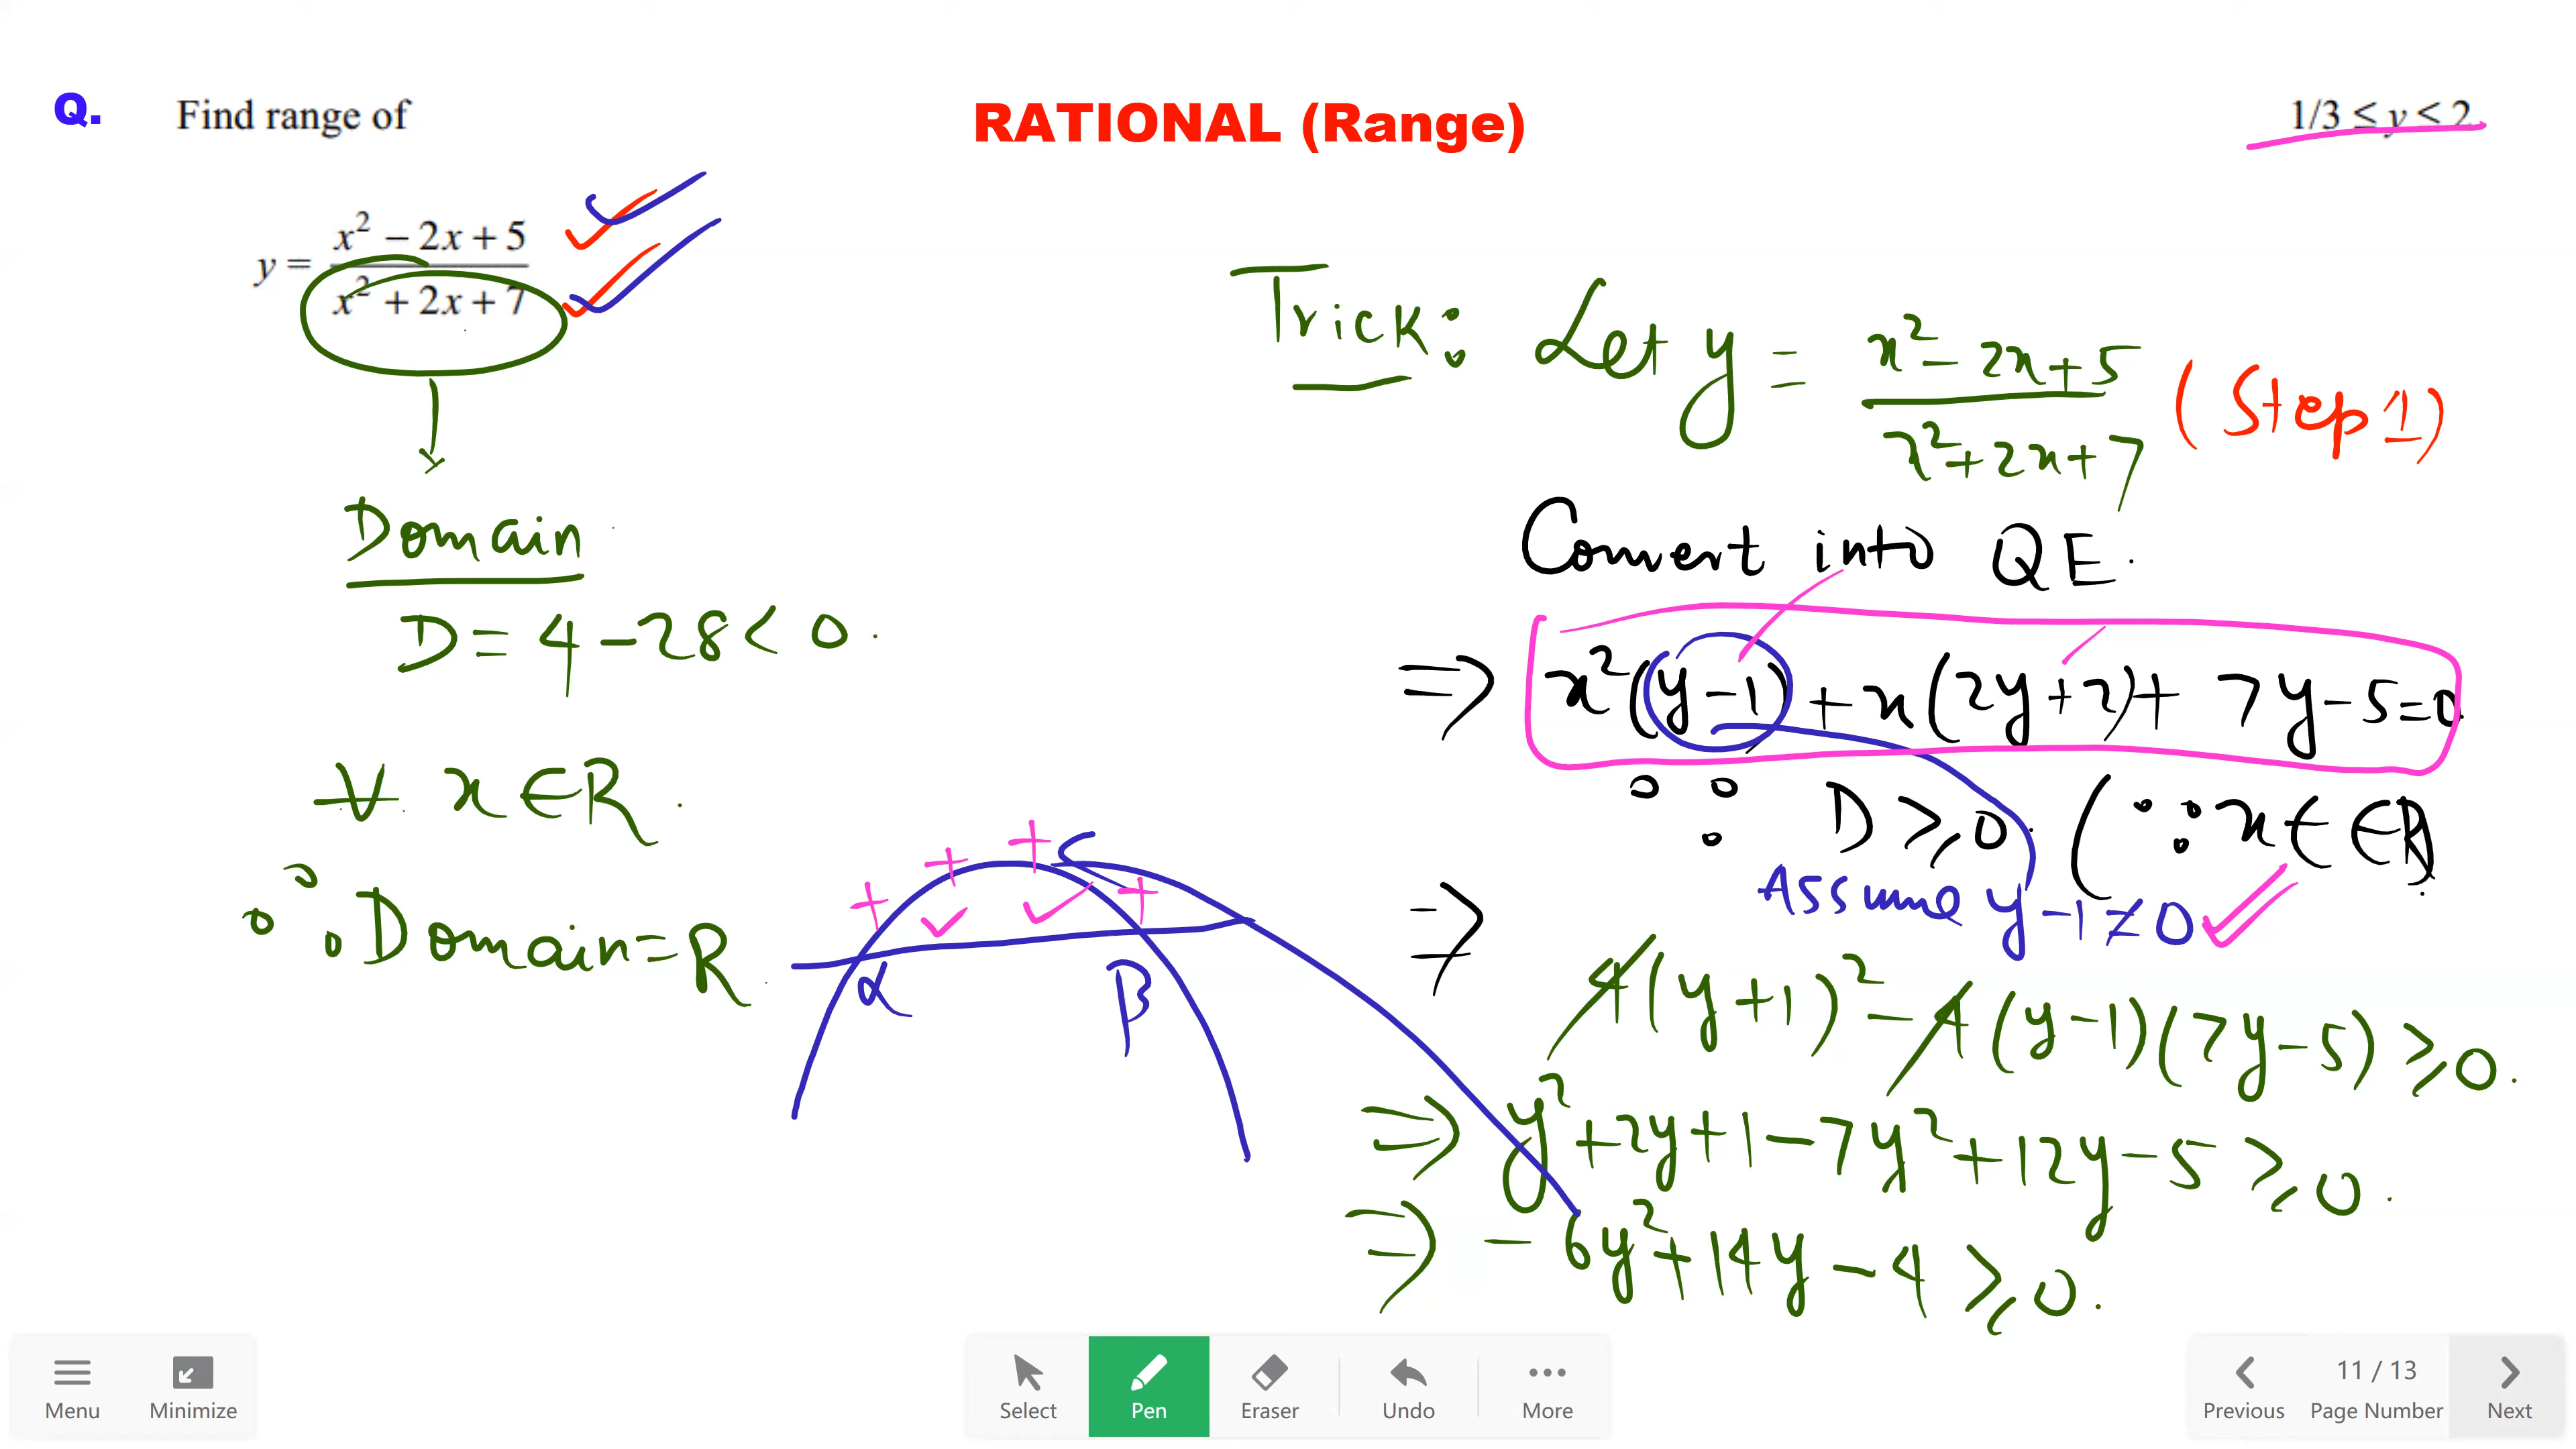 Q. Find range of
RATIONAL (Range)
1/3 ≤ y < 2
y = (x² − 2x + 5)/(x² + 2x + 7)
Domain
D = 4 − 28 < 0.
∀ x ∈ R.
∴ Domain = R.
+ + + +
α β
Trick: Let y = (x² − 2x + 5)/(x² + 2x + 7) (Step 1)
Convert into QE.
⇒ x²(y − 1) + x(2y + 2) + 7y − 5 = 0.
∵ D ≥ 0. (∵ x ∈ ∈ R)
Assume y − 1 ≠ 0
⇒ 4(y + 1)² − 4(y − 1)(7y − 5) ≥ 0.
⇒ y² + 2y + 1 − 7y² + 12y − 5 ≥ 0.
⇒ − 6y² + 14y − 4 ≥ 0.
Menu
Minimize
Select
Pen
Eraser
Undo
More
Previous
11 / 13
Page Number
Next